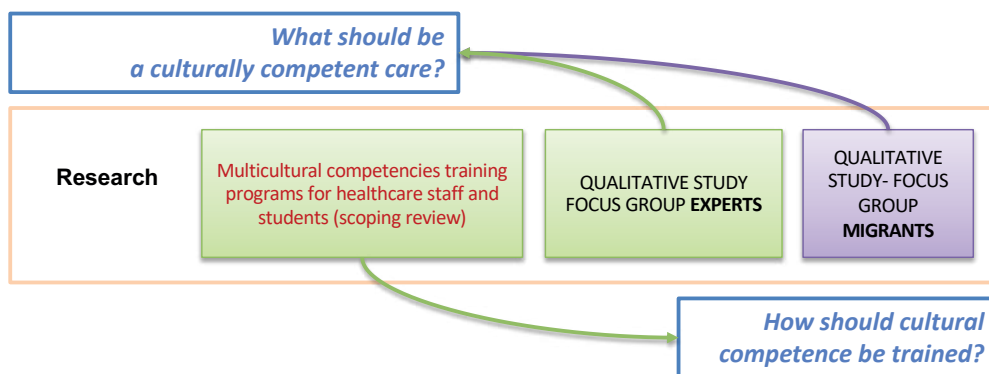 What should be
a culturally competent care?
Research
Multicultural competencies training
programs for healthcare staff and
students (scoping review)
QUALITATIVE STUDY
FOCUS GROUP EXPERTS
QUALITATIVE
STUDY- FOCUS
GROUP
MIGRANTS
How should cultural
competence be trained?